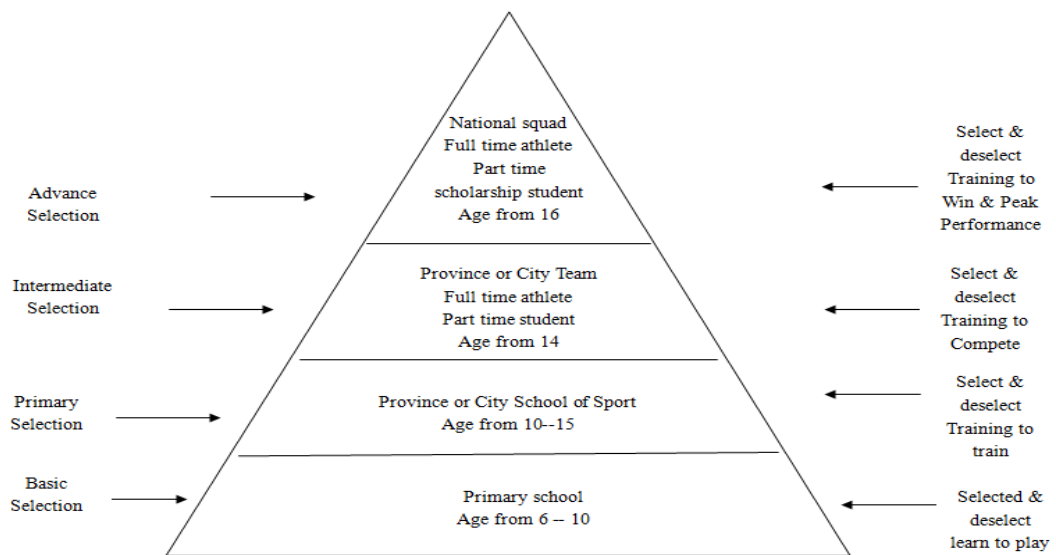 National squad
Full time athlete
Part time
scholarship student
Age from 16
Advance
Selection
Select &
deselect
Training to
Win & Peak
Performance
Province or City Team
Full time athlete
Part time student
Age from 14
Intermediate
Selection
Select &
deselect
Training to
Compete
Province or City School of Sport
Age from 10--15
Primary
Selection
Select &
deselect
Training to
train
Primary school
Age from 6 -- 10
Basic
Selection
Selected &
deselect
learn to play